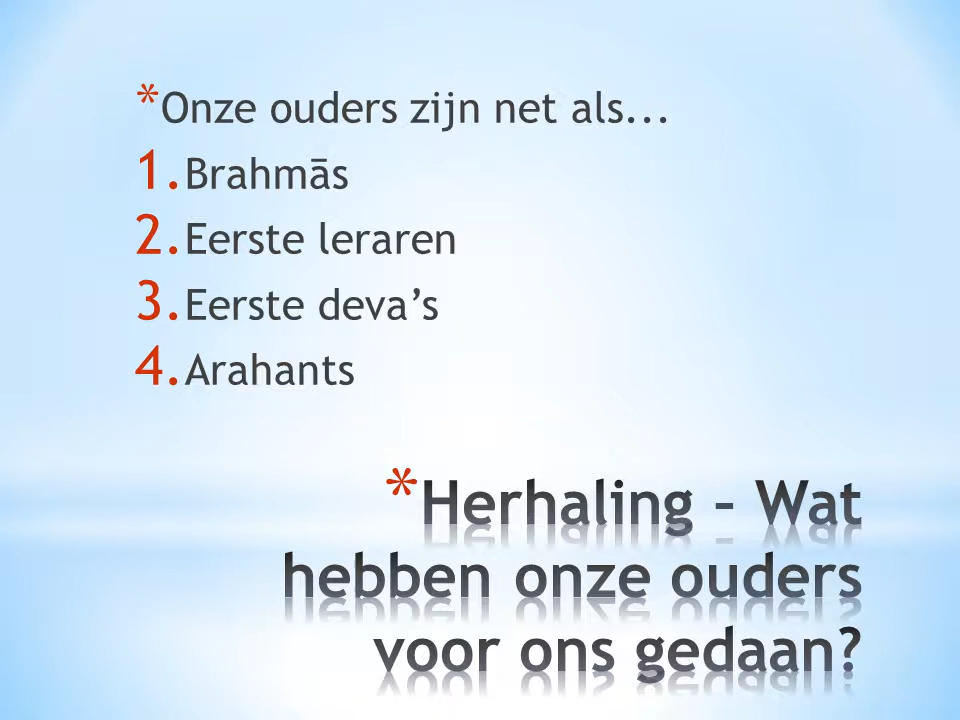 *Onze ouders zijn net als...
1. Brahmās
2. Eerste leraren
3. Eerste deva’s
4. Arahants
*Herhaling – Wat
hebben onze ouders
voor ons gedaan?